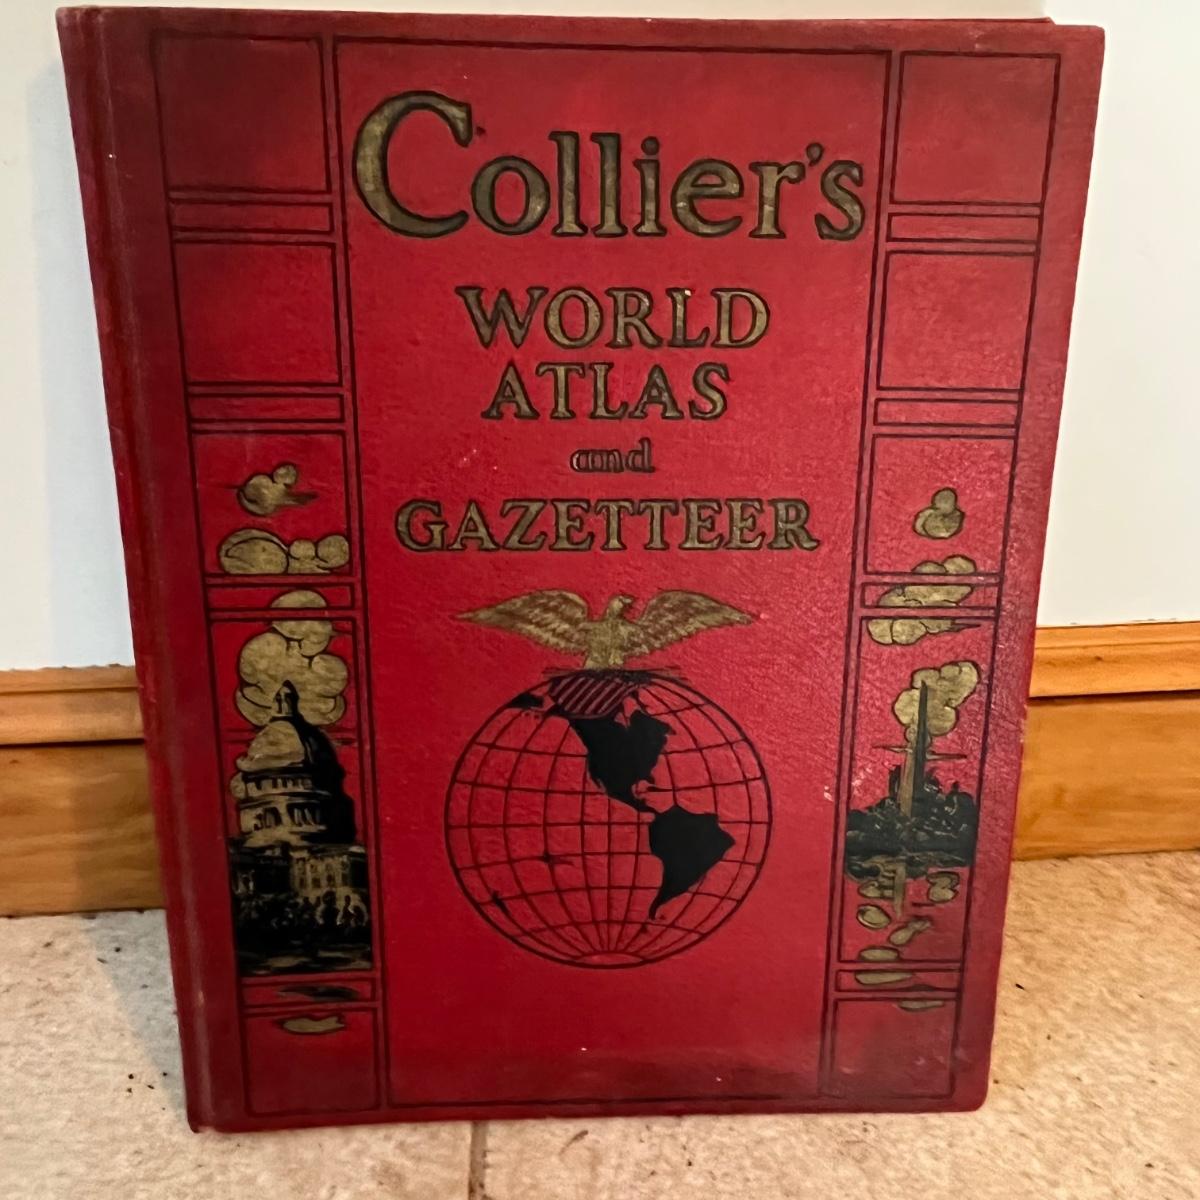 Collier's
WORLD
ATLAS
and
GAZETTEER